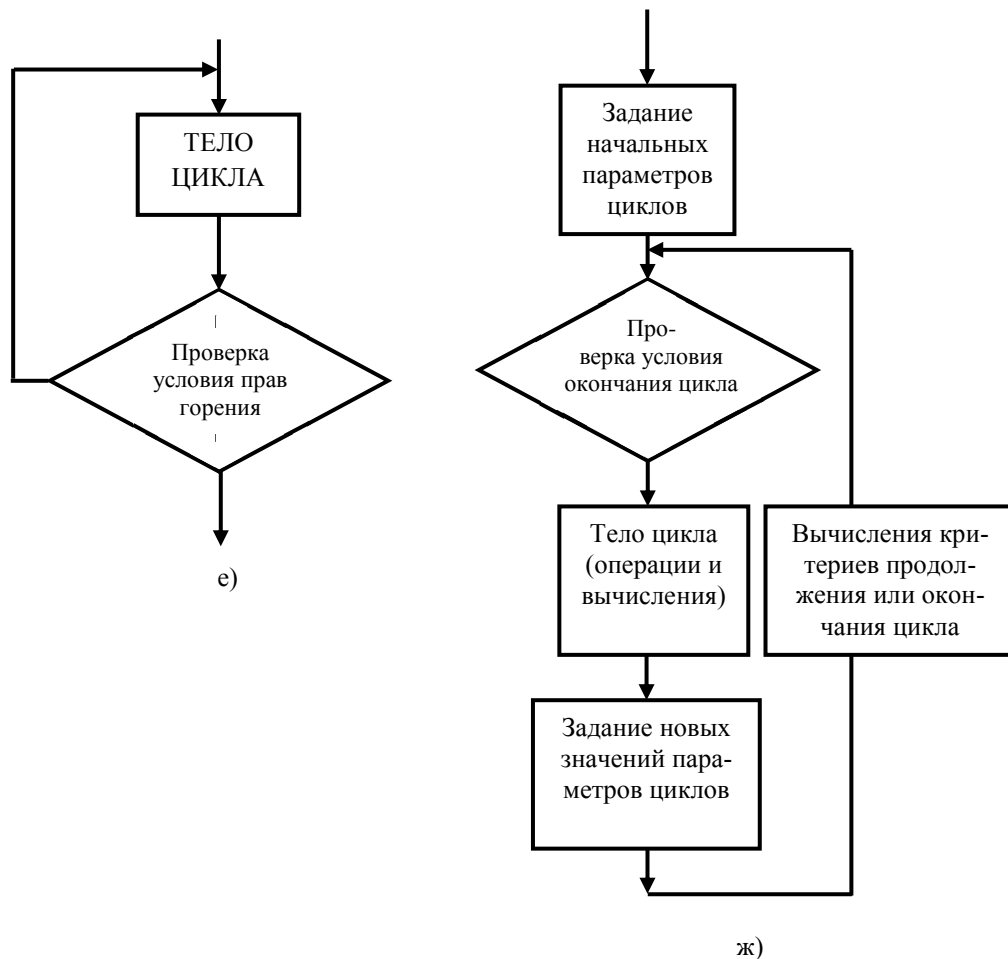 ТЕЛО
ЦИКЛА
Проверка
условия прав
горения
е)
Задание
начальных
параметров
циклов
Про-
верка условия
окончания цикла
Тело цикла
(операции и
вычисления)
Вычисления кри-
териев продол-
жения или окон-
чания цикла
Задание новых
значений пара-
метров циклов
ж)